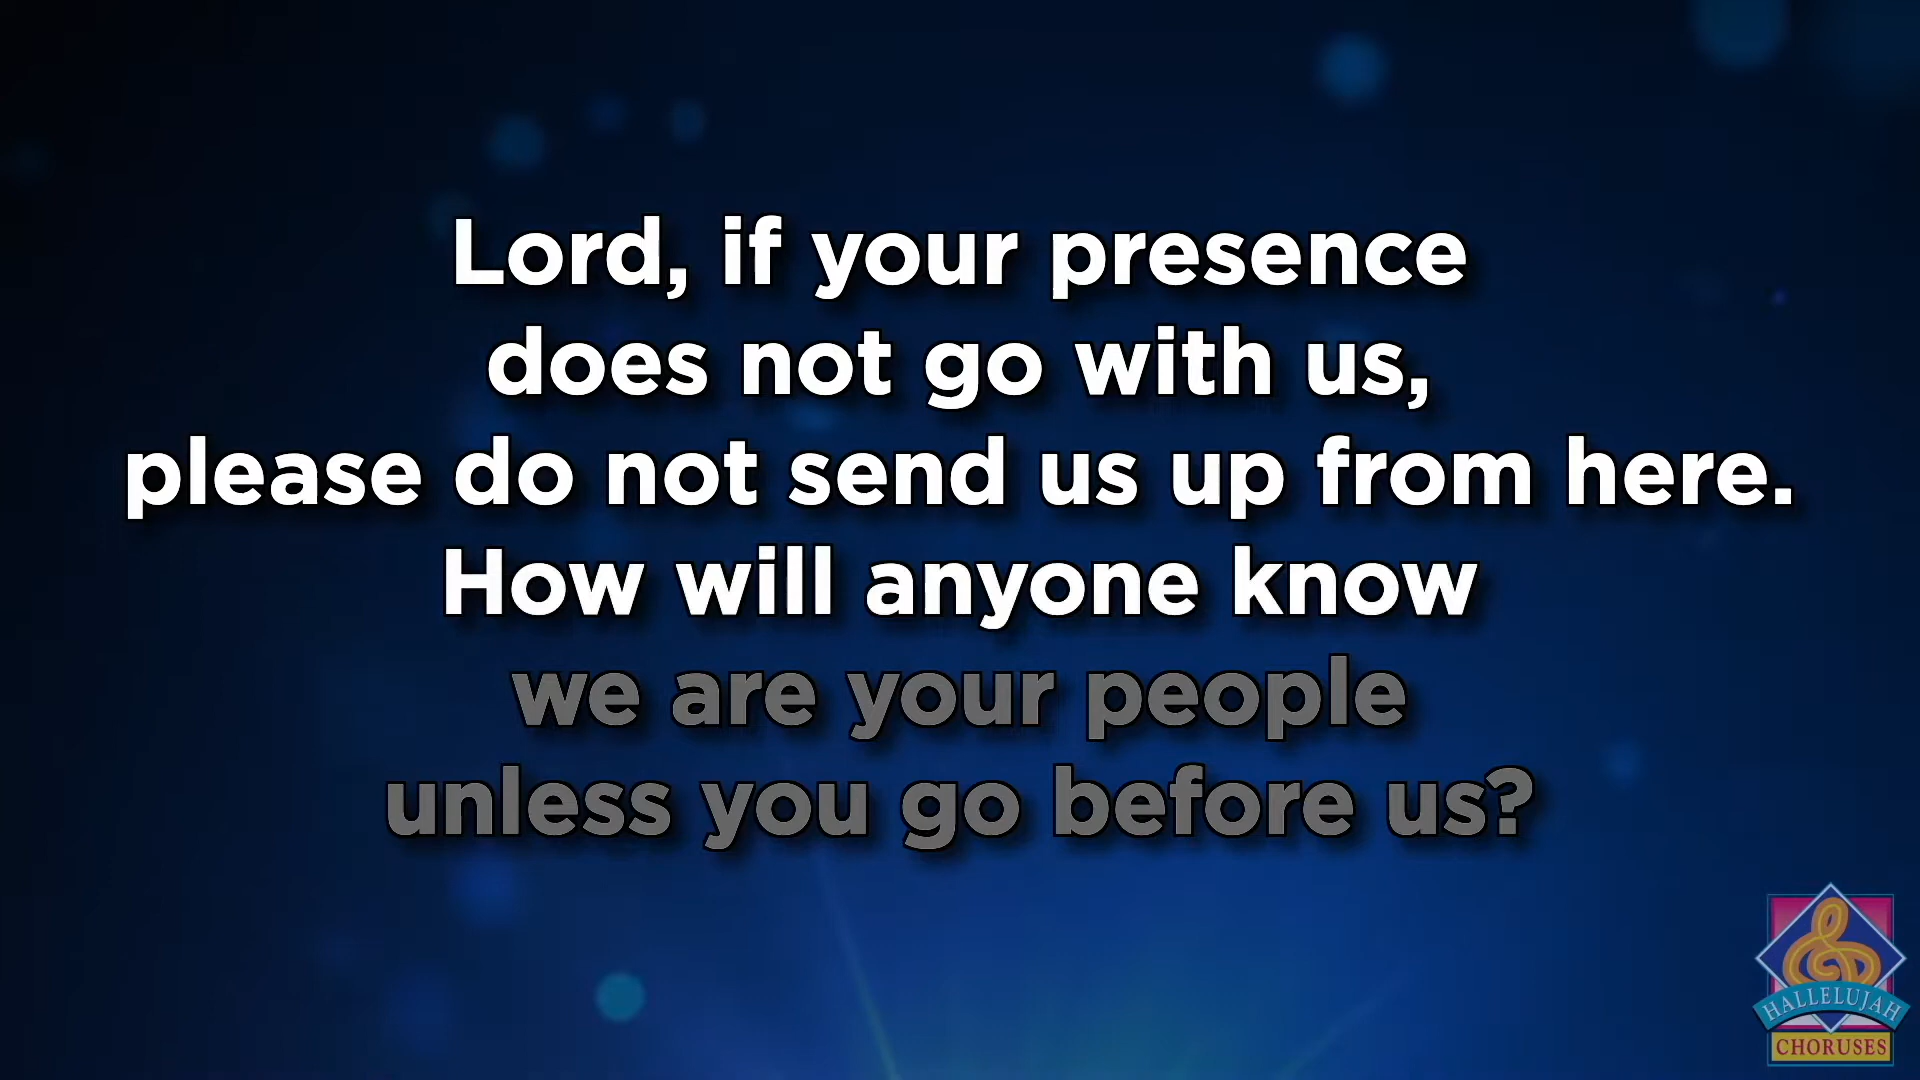 Lord, if your presence
does not go with us,
please do not send us up from here.
How will anyone know
we are your people
unless you go before us?
HALLELUJAH
CHORUSES